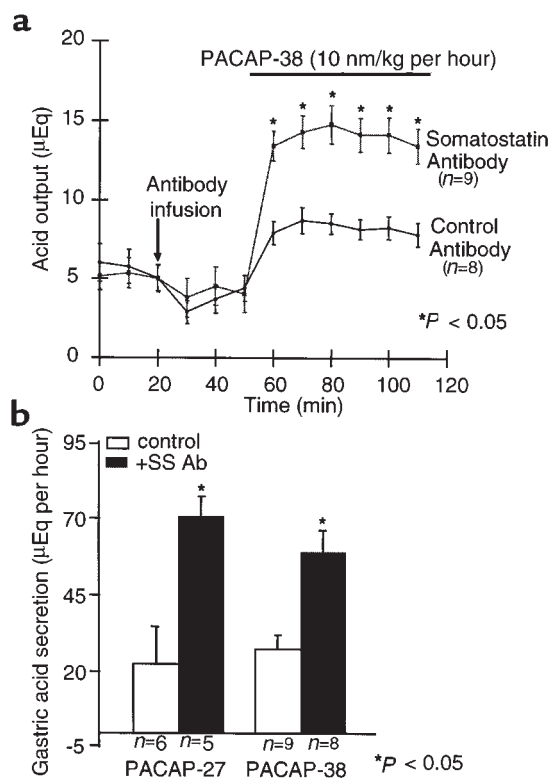 a
20
PACAP-38 (10 nm/kg per hour)
* * * * * *
15
Somatostatin
Antibody
(n=9)
Acid output (µEq)
Antibody
infusion
10
Control
Antibody
(n=8)
5
*P < 0.05
0
0 20 40 60 80 100 120
Time (min)
b
95
control
+SS Ab
Gastric acid secretion (µEq per hour)
* *
70
45
20
-5
n=6 n=5 n=9 n=8
PACAP-27 PACAP-38
*P < 0.05